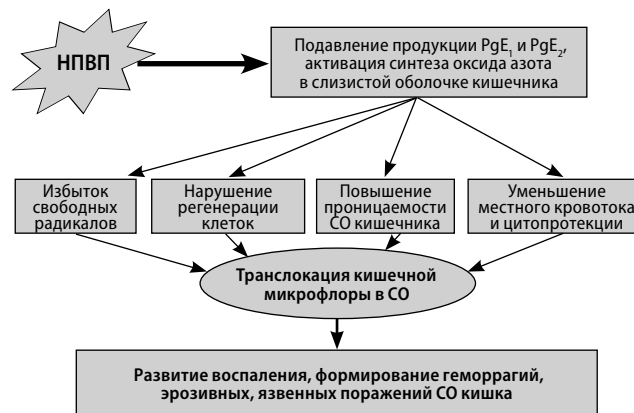 НПВП
Подавление продукции PgE₁ и PgE₂,
активация синтеза оксида азота
в слизистой оболочке кишечника
Избыток
свободных
радикалов
Нарушение
регенерации
клеток
Повышение
проницаемости
СО кишечника
Уменьшение
местного кровотока
и цитопротекции
Транслокация кишечной
микрофлоры в СО
Развитие воспаления, формирование геморрагий,
эрозивных, язвенных поражений СО кишка